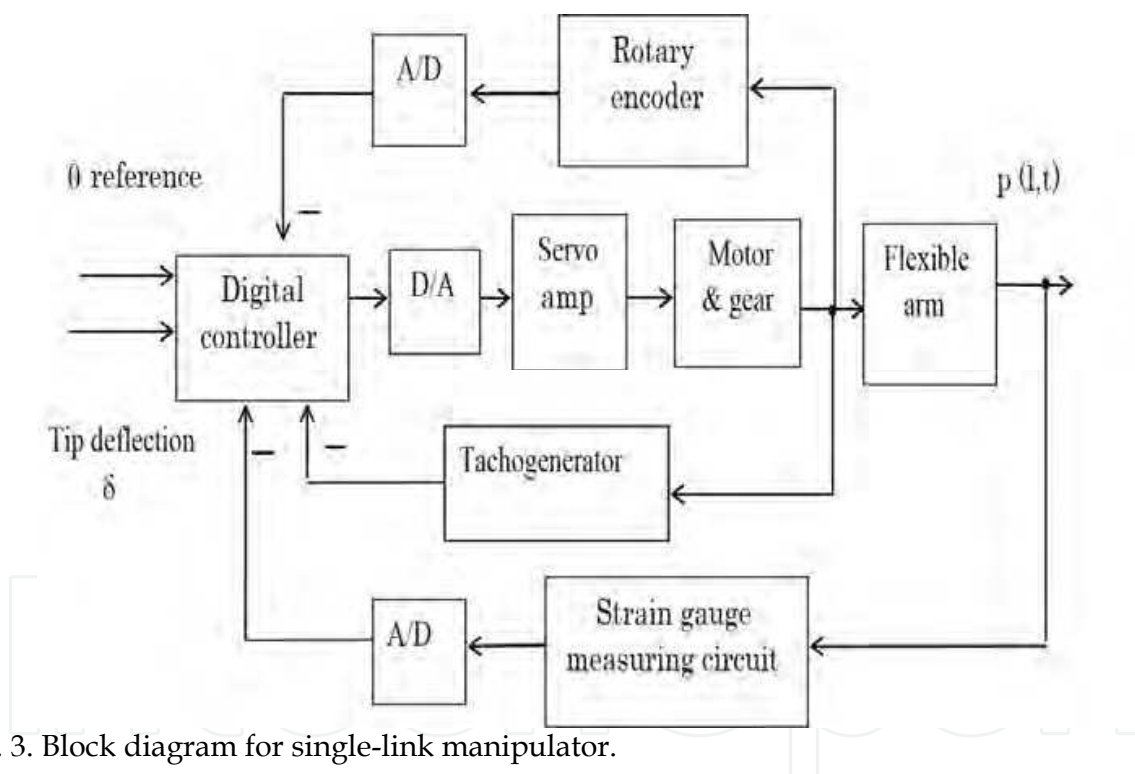 A/D
Rotary
encoder
θ reference
p (l,t)
Digital
controller
D/A
Servo
amp
Motor
& gear
Flexible
arm
Tip deflection
δ
Tachogenerator
A/D
Strain gauge
measuring circuit
. 3. Block diagram for single-link manipulator.